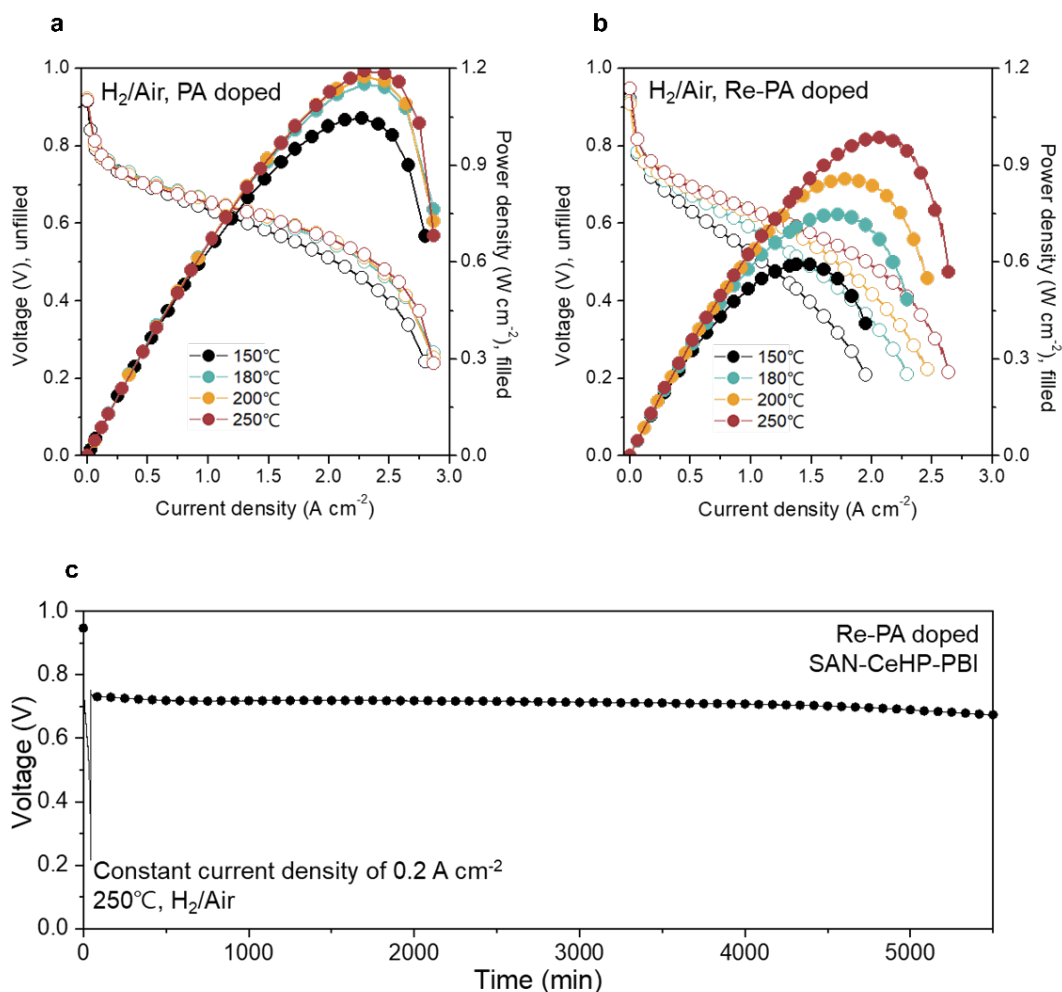 a
H₂/Air, PA doped
1.0
0.8
0.6
0.4
0.2
0.0
Voltage (V), unfilled
1.2
0.9
0.6
0.3
0.0
Power density (W cm⁻²), filled
150℃
180℃
200℃
250℃
0.0 0.5 1.0 1.5 2.0 2.5 3.0
Current density (A cm⁻²)
b
H₂/Air, Re-PA doped
1.0
0.8
0.6
0.4
0.2
0.0
Voltage (V), unfilled
1.2
0.9
0.6
0.3
0.0
Power density (W cm⁻²), filled
150℃
180℃
200℃
250℃
0.0 0.5 1.0 1.5 2.0 2.5 3.0
Current density (A cm⁻²)
c
1.0
0.8
0.6
0.4
0.2
0.0
Voltage (V)
Re-PA doped
SAN-CeHP-PBI
Constant current density of 0.2 A cm⁻²
250℃, H₂/Air
0 1000 2000 3000 4000 5000
Time (min)